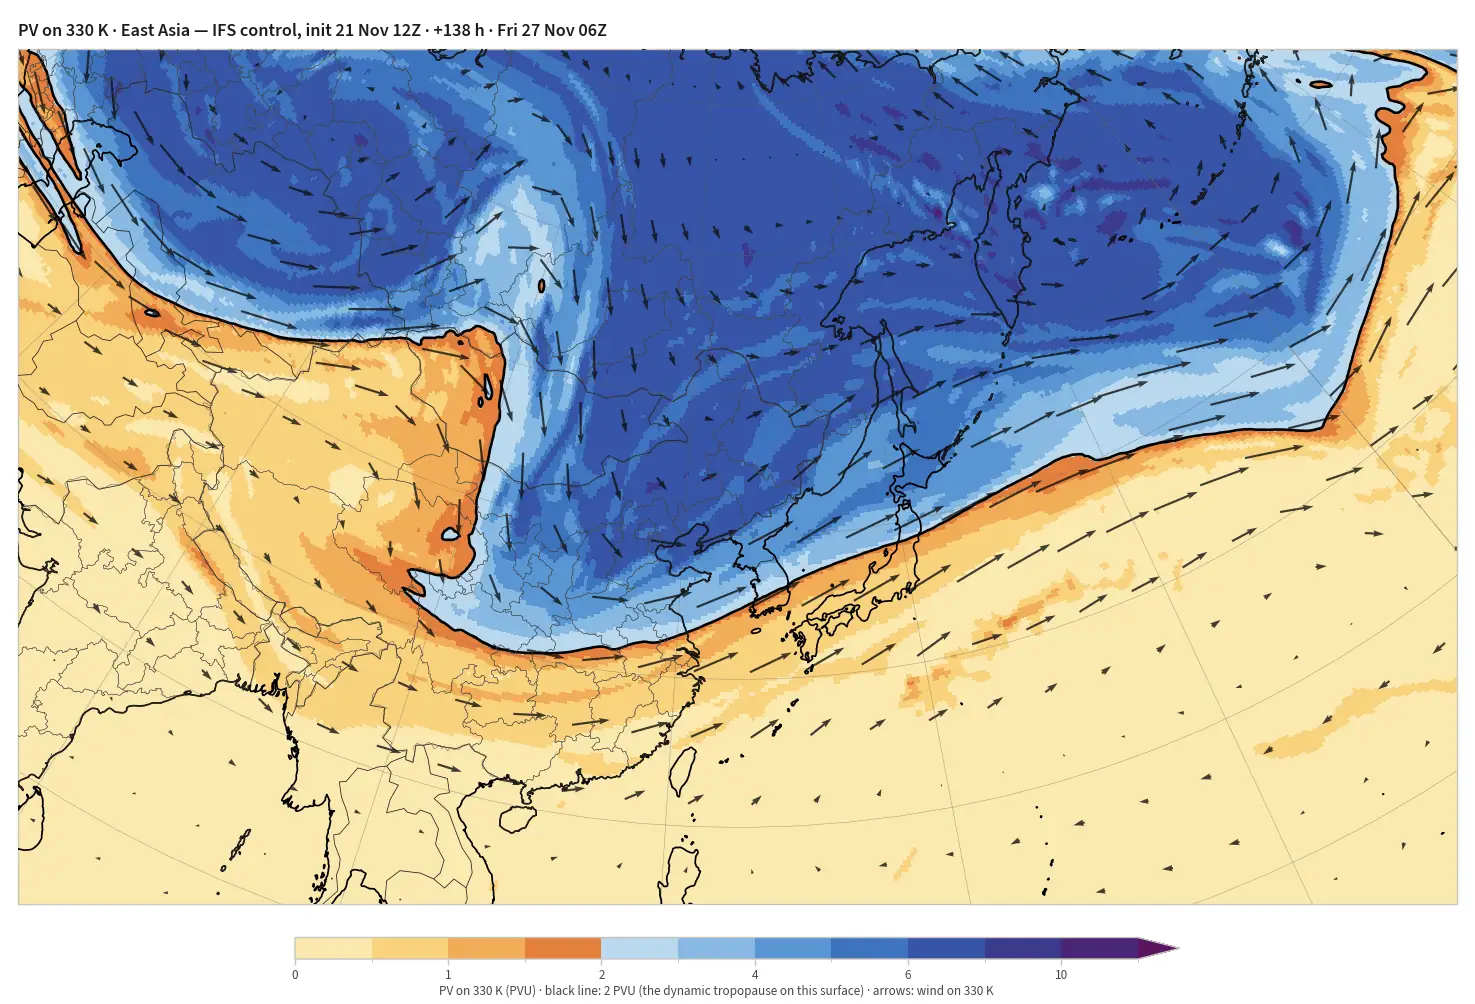 PV on 330 K · East Asia — IFS control, init 21 Nov 12Z · +138 h · Fri 27 Nov 06Z
0 1 2 4 6 10
PV on 330 K (PVU) · black line: 2 PVU (the dynamic tropopause on this surface) · arrows: wind on 330 K